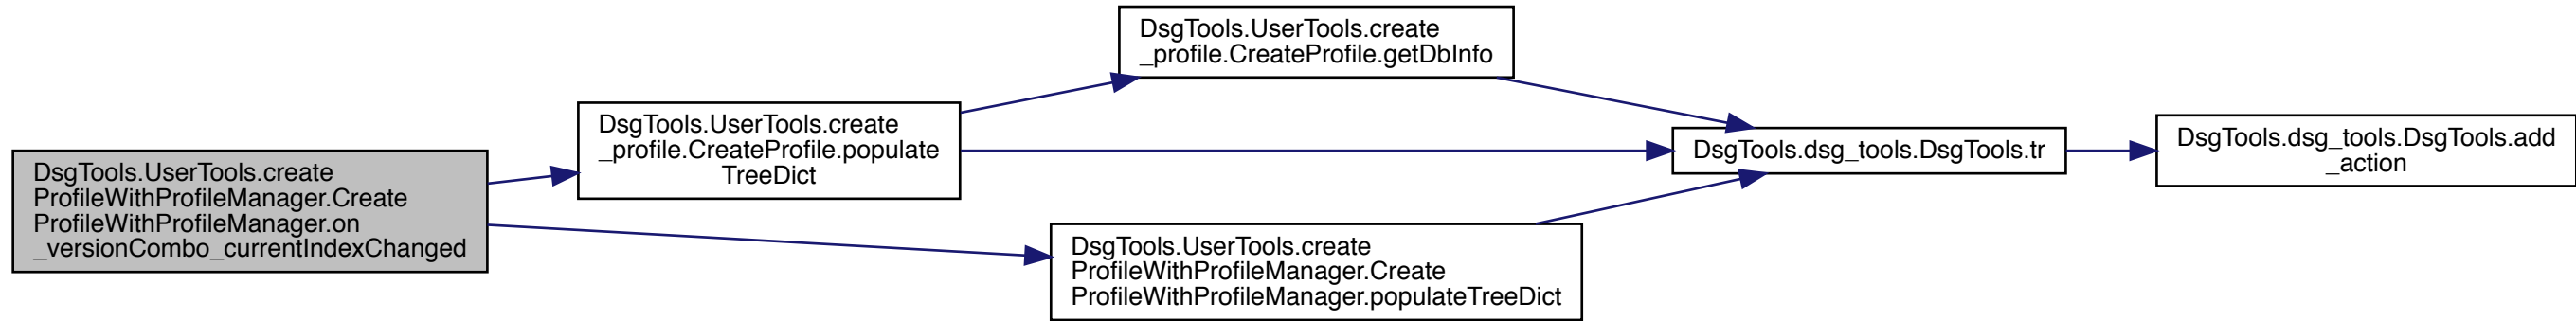 DsgTools.UserTools.create
ProfileWithProfileManager.Create
ProfileWithProfileManager.on
_versionCombo_currentIndexChanged
DsgTools.UserTools.create
_profile.CreateProfile.populate
TreeDict
DsgTools.UserTools.create
_profile.CreateProfile.getDbInfo
DsgTools.UserTools.create
ProfileWithProfileManager.Create
ProfileWithProfileManager.populateTreeDict
DsgTools.dsg_tools.DsgTools.tr
DsgTools.dsg_tools.DsgTools.add
_action